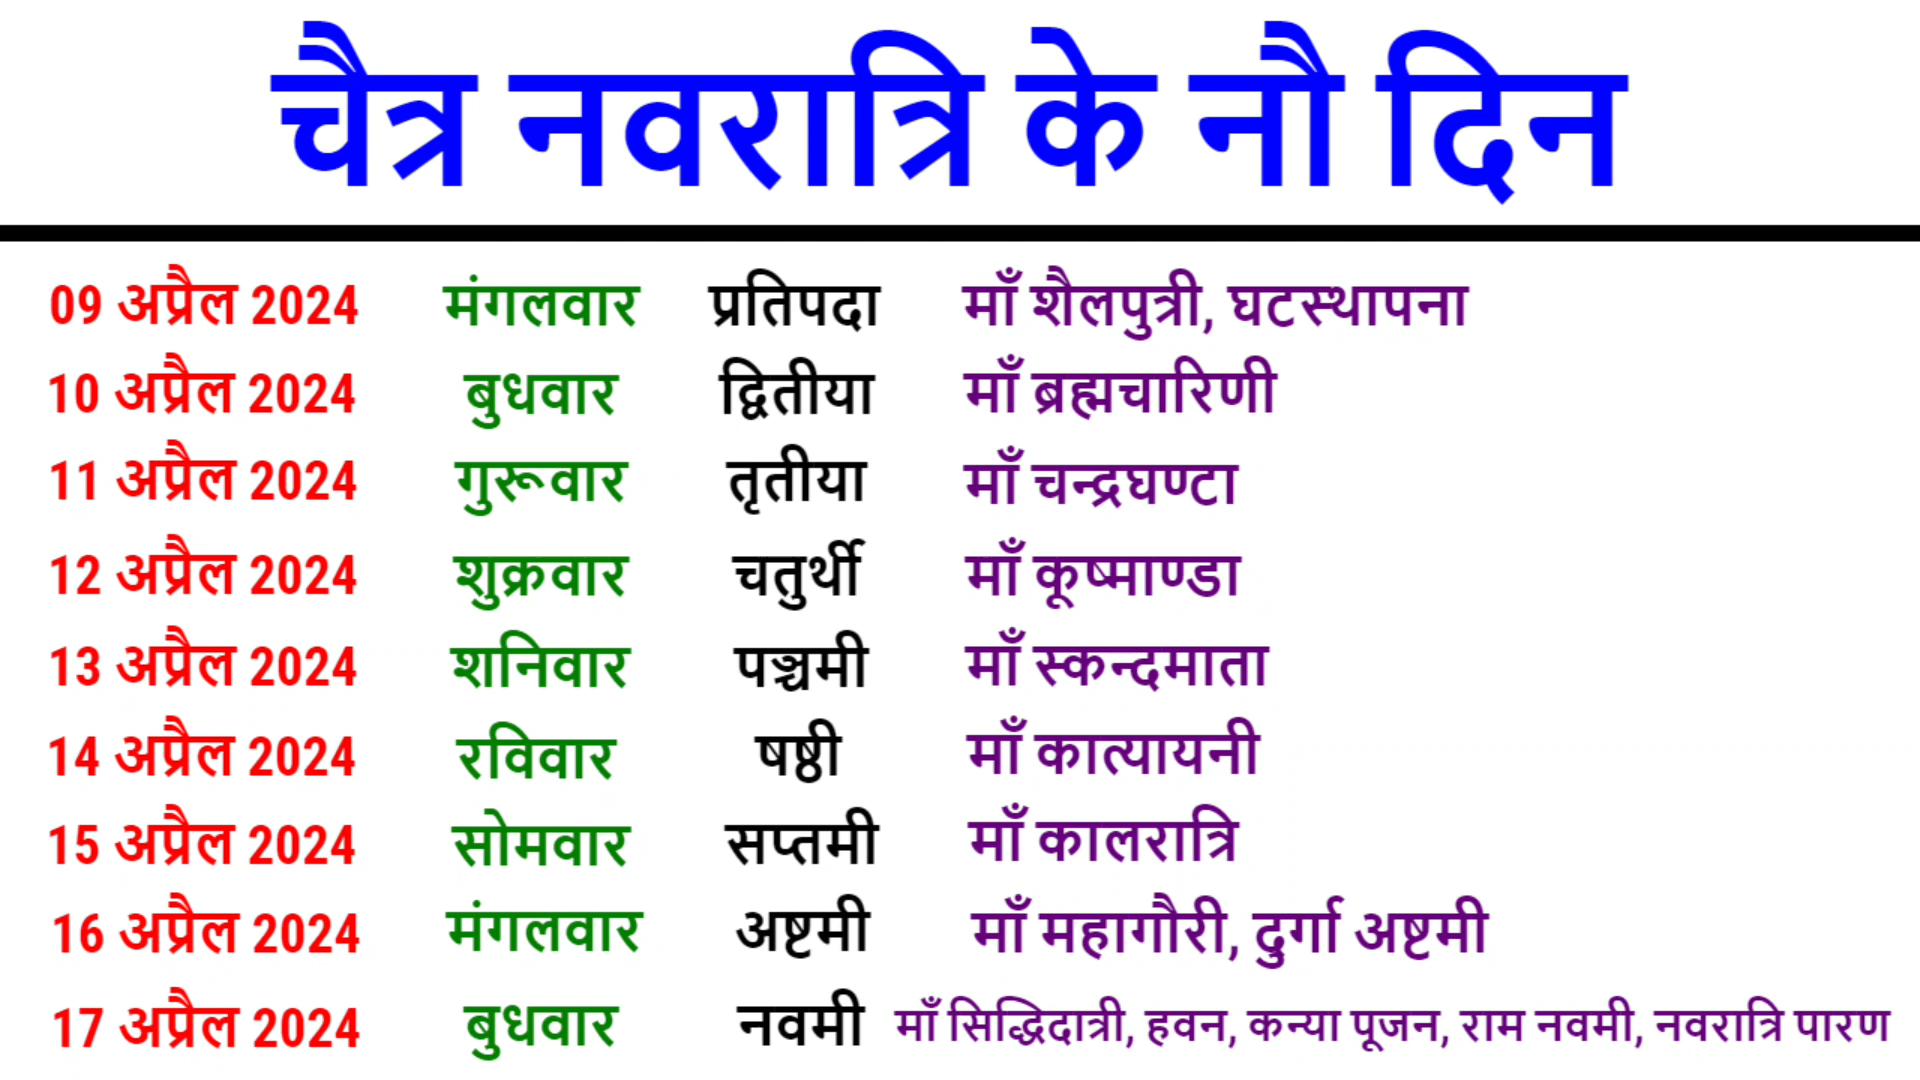 चैत्र नवरात्रि के नौ दिन
09 अप्रैल 2024 मंगलवार प्रतिपदा माँ शैलपुत्री, घटस्थापना
10 अप्रैल 2024 बुधवार द्वितीया माँ ब्रह्मचारिणी
11 अप्रैल 2024 गुरूवार तृतीया माँ चन्द्रघण्टा
12 अप्रैल 2024 शुक्रवार चतुर्थी माँ कूष्माण्डा
13 अप्रैल 2024 शनिवार पञ्चमी माँ स्कन्दमाता
14 अप्रैल 2024 रविवार षष्ठी माँ कात्यायनी
15 अप्रैल 2024 सोमवार सप्तमी माँ कालरात्रि
16 अप्रैल 2024 मंगलवार अष्टमी माँ महागौरी, दुर्गा अष्टमी
17 अप्रैल 2024 बुधवार नवमी माँ सिद्धिदात्री, हवन, कन्या पूजन, राम नवमी, नवरात्रि पारण